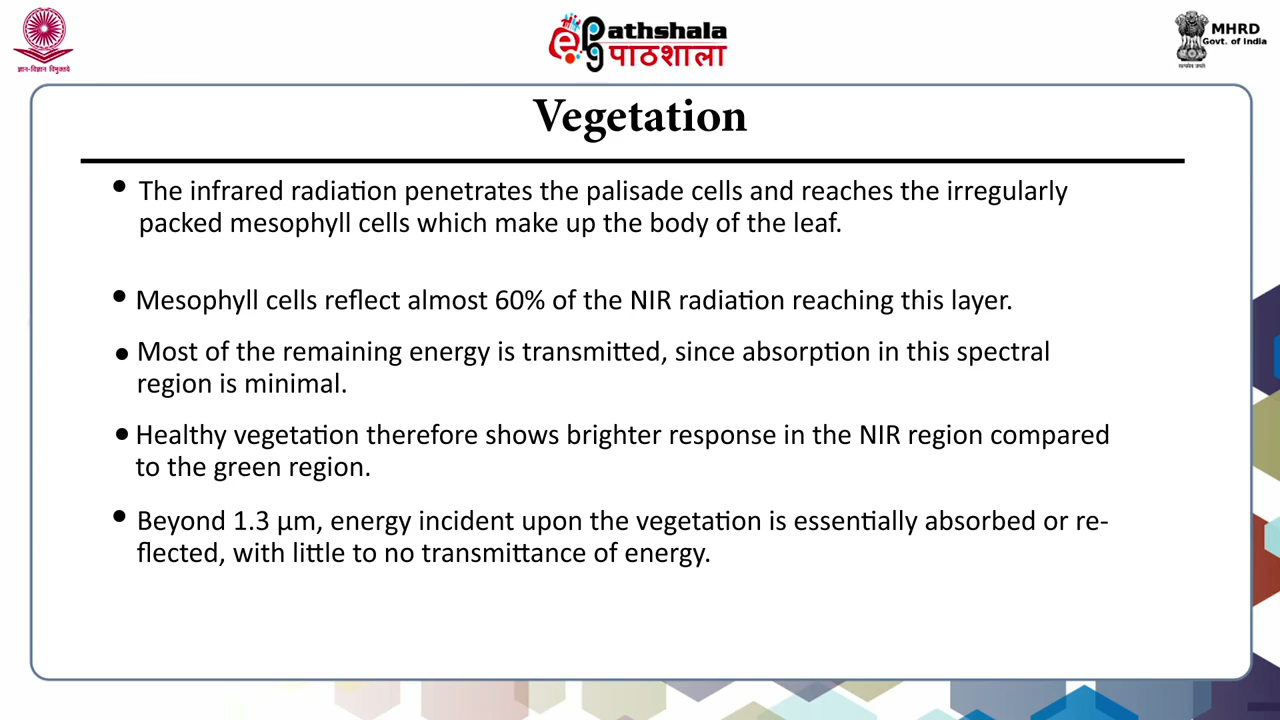 ज्ञान-विज्ञान विमुक्तये
Pathshala
पाठशाला
MHRD
Govt. of India
सत्यमेव जयते
Vegetation
• The infrared radiation penetrates the palisade cells and reaches the irregularly
packed mesophyll cells which make up the body of the leaf.
• Mesophyll cells reflect almost 60% of the NIR radiation reaching this layer.
• Most of the remaining energy is transmitted, since absorption in this spectral
region is minimal.
• Healthy vegetation therefore shows brighter response in the NIR region compared
to the green region.
• Beyond 1.3 μm, energy incident upon the vegetation is essentially absorbed or re-
flected, with little to no transmittance of energy.